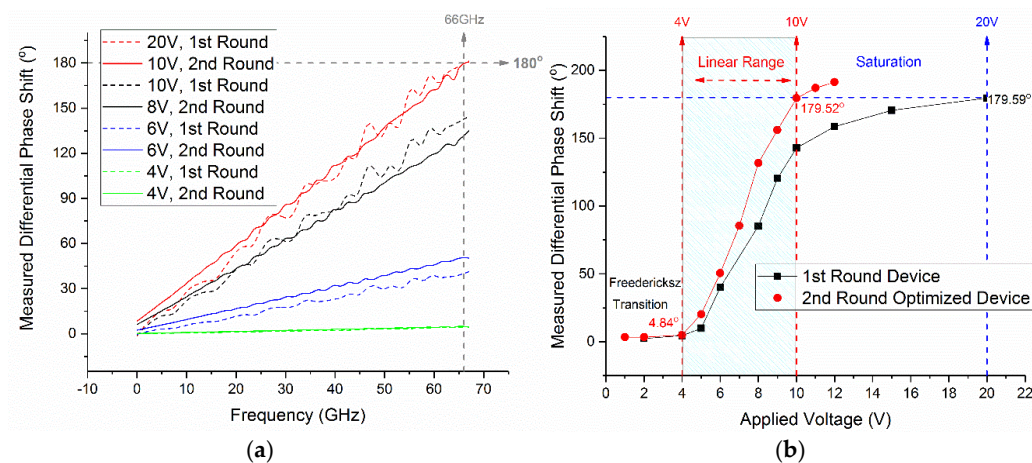 66GHz
20V, 1st Round
10V, 2nd Round
10V, 1st Round
8V, 2nd Round
6V, 1st Round
6V, 2nd Round
4V, 1st Round
4V, 2nd Round
180°
180
150
120
90
60
30
0
Measured Differential Phase Shift (°)
-10 0 10 20 30 40 50 60 70 80
Frequency (GHz)
(a)
4V 10V 20V
Linear Range
Saturation
200
150
100
50
0
Measured Differential Phase Shift (°)
179.52°
179.59°
Freedericksz
Transition
4.84°
1st Round Device
2nd Round Optimized Device
0 2 4 6 8 10 12 14 16 18 20 22
Applied Voltage (V)
(b)